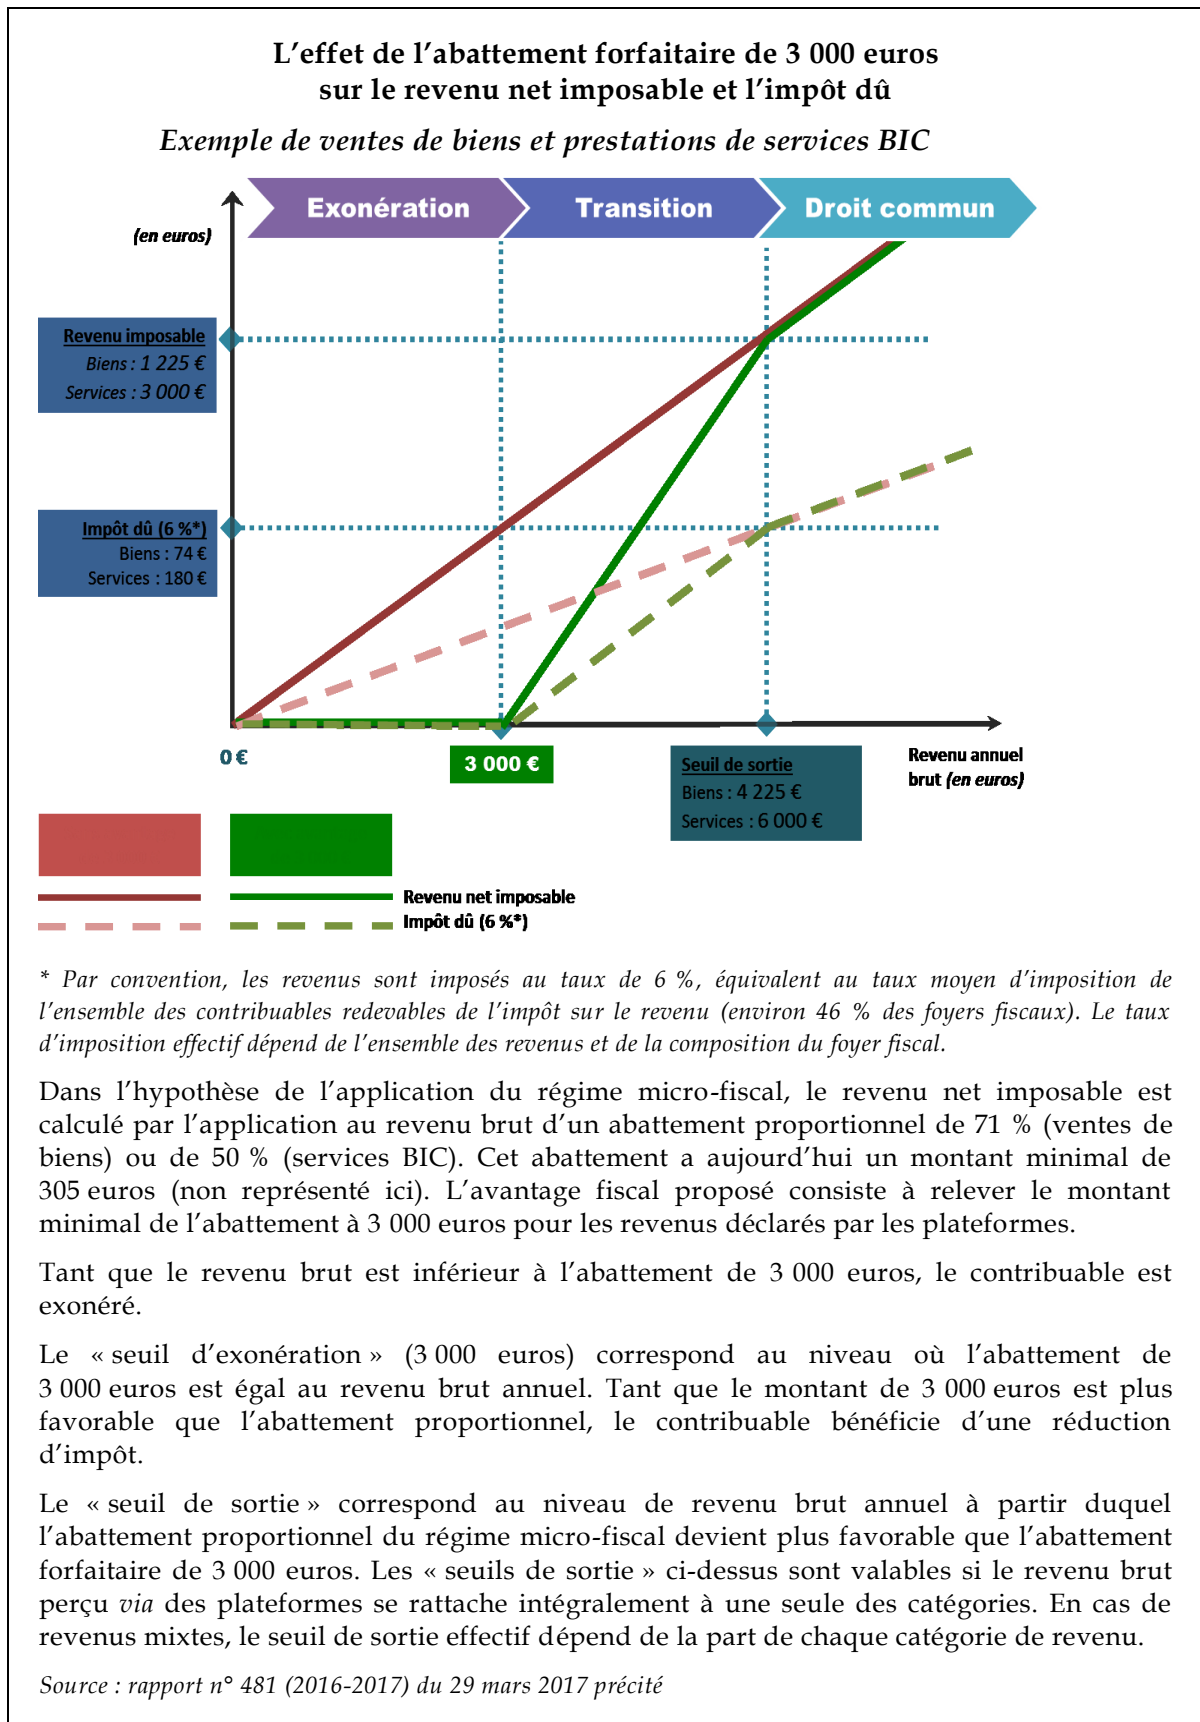 L’effet de l’abattement forfaitaire de 3 000 euros
sur le revenu net imposable et l’impôt dû
Exemple de ventes de biens et prestations de services BIC
Exonération
Transition
Droit commun
(en euros)
Revenu imposable
Biens : 1 225 €
Services : 3 000 €
Impôt dû (6 %*)
Biens : 74 €
Services : 180 €
0 €
3 000 €
Seuil de sortie
Biens : 4 225 €
Services : 6 000 €
Revenu annuel
brut (en euros)
Revenu net imposable
Impôt dû (6 %*)
* Par convention, les revenus sont imposés au taux de 6 %, équivalent au taux moyen d’imposition de
l’ensemble des contribuables redevables de l’impôt sur le revenu (environ 46 % des foyers fiscaux). Le taux
d’imposition effectif dépend de l’ensemble des revenus et de la composition du foyer fiscal.
Dans l’hypothèse de l’application du régime micro-fiscal, le revenu net imposable est
calculé par l’application au revenu brut d’un abattement proportionnel de 71 % (ventes de
biens) ou de 50 % (services BIC). Cet abattement a aujourd’hui un montant minimal de
305 euros (non représenté ici). L’avantage fiscal proposé consiste à relever le montant
minimal de l’abattement à 3 000 euros pour les revenus déclarés par les plateformes.
Tant que le revenu brut est inférieur à l’abattement de 3 000 euros, le contribuable est
exonéré.
Le « seuil d’exonération » (3 000 euros) correspond au niveau où l’abattement de
3 000 euros est égal au revenu brut annuel. Tant que le montant de 3 000 euros est plus
favorable que l’abattement proportionnel, le contribuable bénéficie d’une réduction
d’impôt.
Le « seuil de sortie » correspond au niveau de revenu brut annuel à partir duquel
l’abattement proportionnel du régime micro-fiscal devient plus favorable que l’abattement
forfaitaire de 3 000 euros. Les « seuils de sortie » ci-dessus sont valables si le revenu brut
perçu via des plateformes se rattache intégralement à une seule des catégories. En cas de
revenus mixtes, le seuil de sortie effectif dépend de la part de chaque catégorie de revenu.
Source : rapport n° 481 (2016-2017) du 29 mars 2017 précité